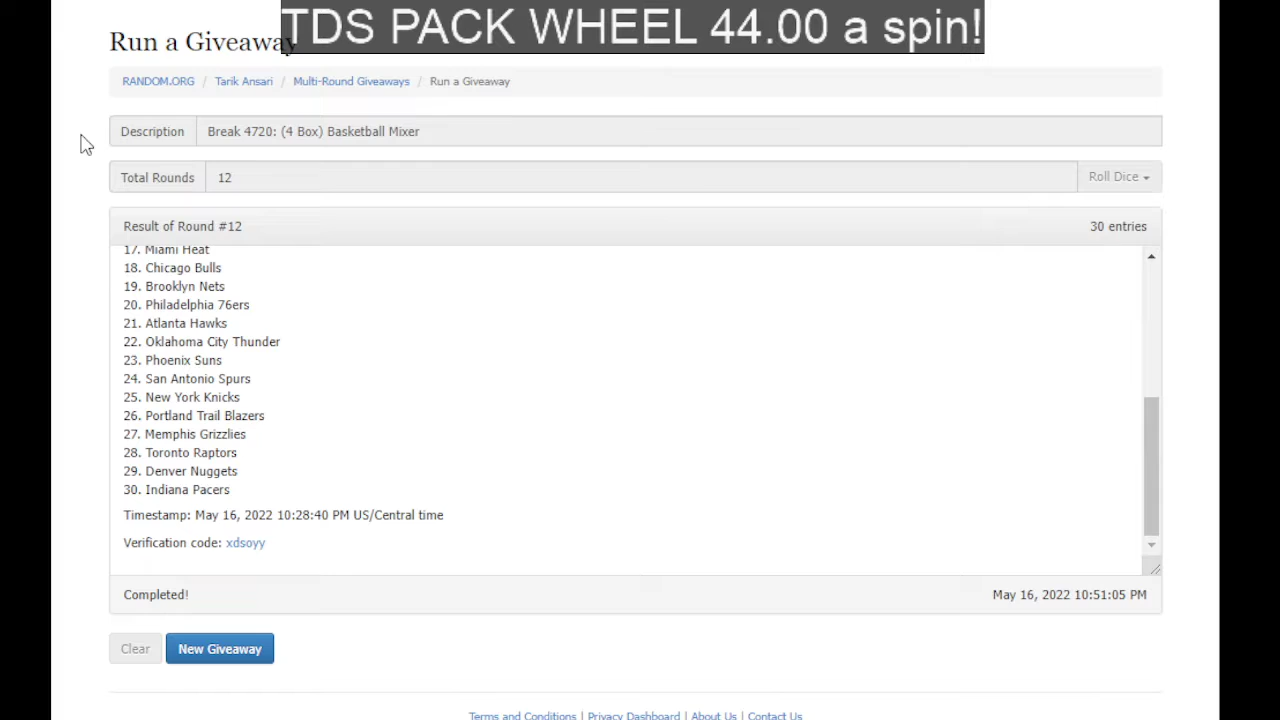 TDS PACK WHEEL 44.00 a spin!
Run a Giveaway
RANDOM.ORG / Tarik Ansari / Multi-Round Giveaways / Run a Giveaway
Description Break 4720: (4 Box) Basketball Mixer
Total Rounds 12 Roll Dice
Result of Round #12 30 entries
17. Miami Heat
18. Chicago Bulls
19. Brooklyn Nets
20. Philadelphia 76ers
21. Atlanta Hawks
22. Oklahoma City Thunder
23. Phoenix Suns
24. San Antonio Spurs
25. New York Knicks
26. Portland Trail Blazers
27. Memphis Grizzlies
28. Toronto Raptors
29. Denver Nuggets
30. Indiana Pacers
Timestamp: May 16, 2022 10:28:40 PM US/Central time
Verification code: xdsoyy
Completed! May 16, 2022 10:51:05 PM
Clear New Giveaway
Terms and Conditions | Privacy Dashboard | About Us | Contact Us